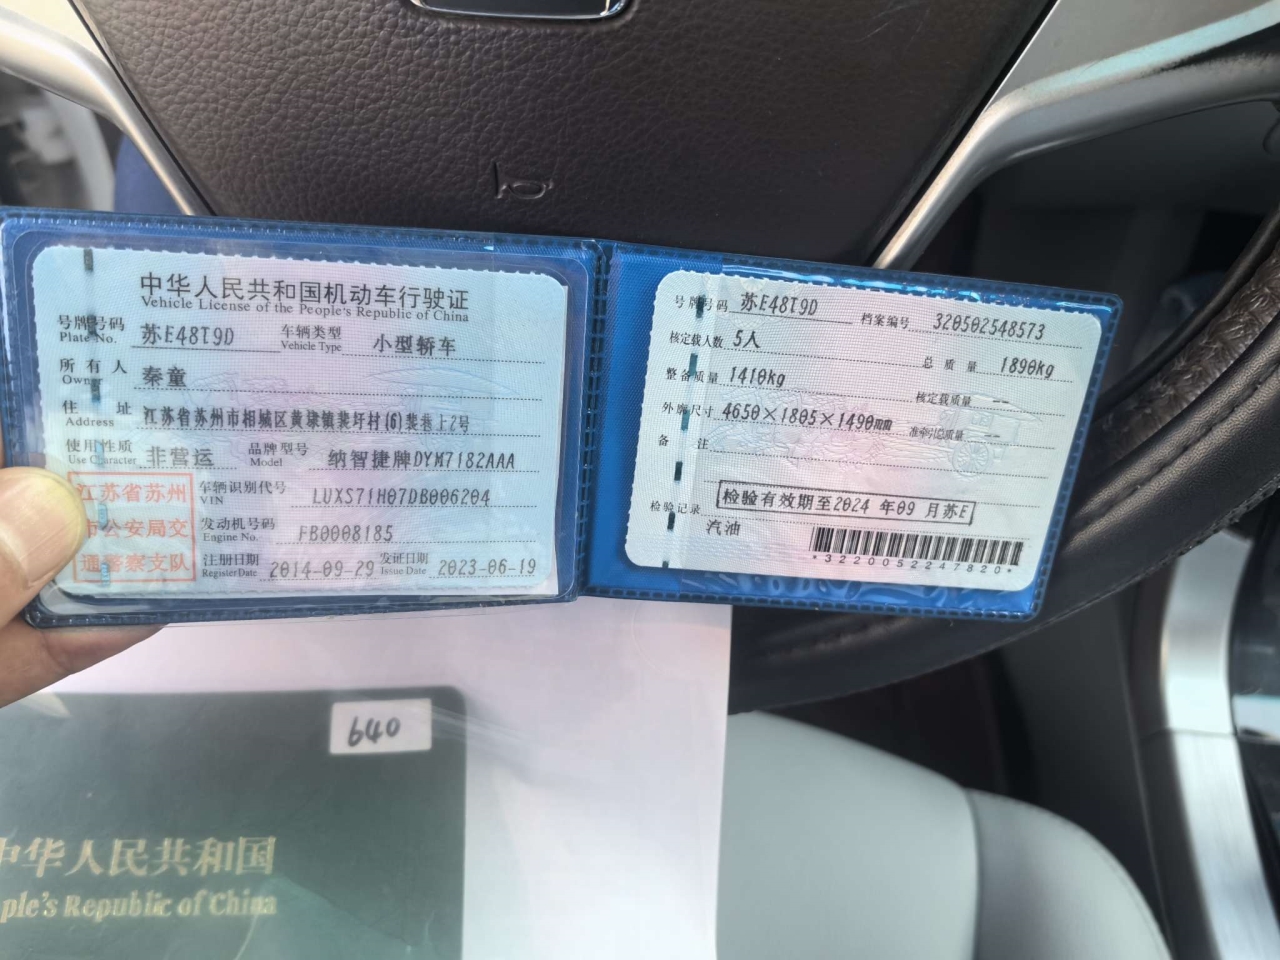 中华人民共和国机动车行驶证
Vehicle License of the People's Republic of China
号牌号码 苏E48T9D 车辆类型 小型轿车
Plate No. Vehicle Type
所有人 秦童
Owner
住址 江苏省苏州市相城区黄埭镇裴圩村(6)裴巷上2号
Address
使用性质 非营运 品牌型号 纳智捷牌DYM7182AAA
Use Character Model
江苏省苏州
市公安局交
通警察支队
车辆识别代号 LUXS71H07DB006204
VIN
发动机号码 FB0008185
Engine No.
注册日期 2014-09-29 发证日期 2023-06-19
Register Date Issue Date
号牌号码 苏E48T9D 档案编号 320502548573
核定载人数 5人 总质量 1890kg
整备质量 1410kg 核定载质量 --
外廓尺寸 4650×1805×1490mm 准牵引总质量 --
备注
检验记录 检验有效期至2024年09月苏E
汽油
*3220052247820*
640
中华人民共和国
ple's Republic of China